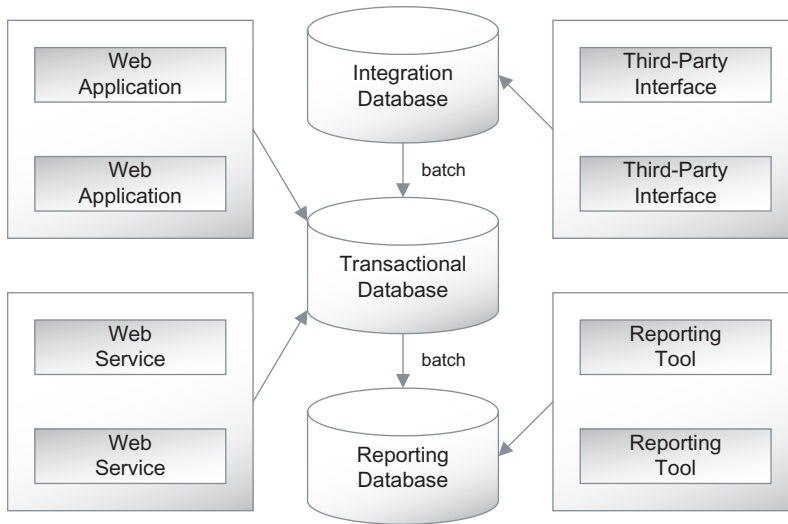 Web
Application
Web
Application
Integration
Database
Third-Party
Interface
Third-Party
Interface
batch
Transactional
Database
Web
Service
Web
Service
batch
Reporting
Database
Reporting
Tool
Reporting
Tool